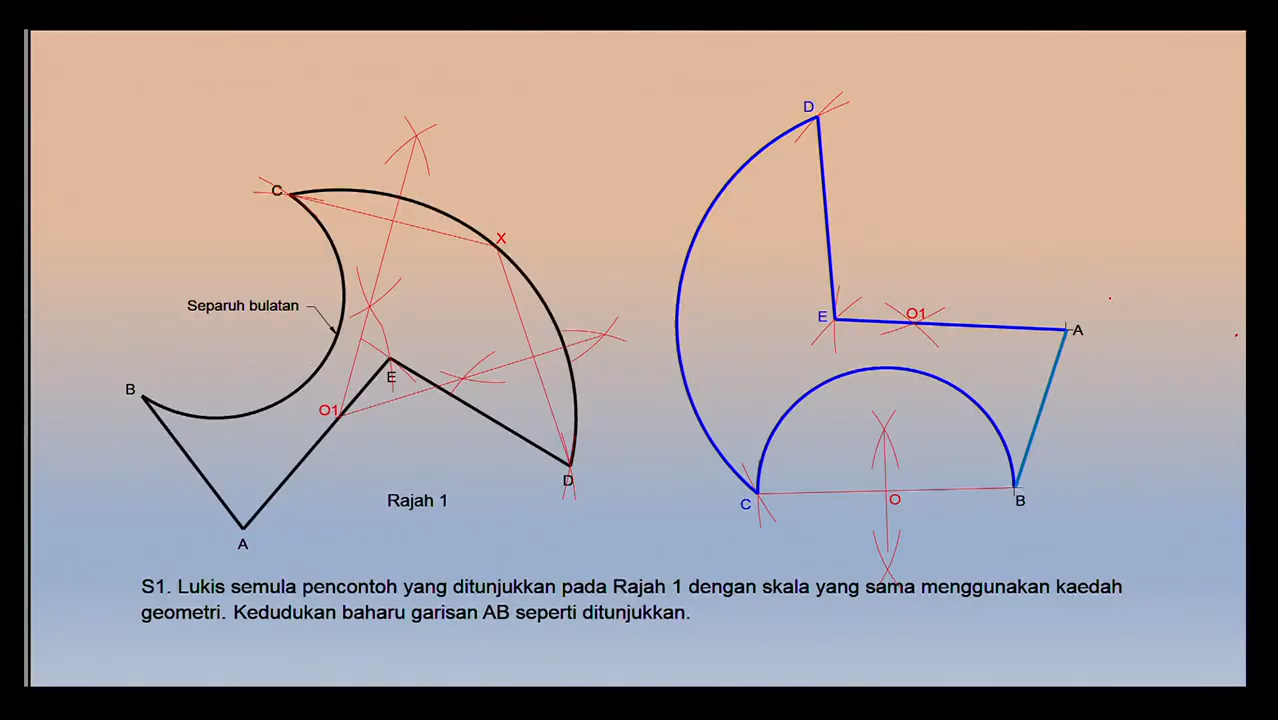 D
C
X
Separuh bulatan
E
O1
A
E
B
O1
D
Rajah 1
C
O
B
A
S1. Lukis semula pencontoh yang ditunjukkan pada Rajah 1 dengan skala yang sama menggunakan kaedah
geometri. Kedudukan baharu garisan AB seperti ditunjukkan.